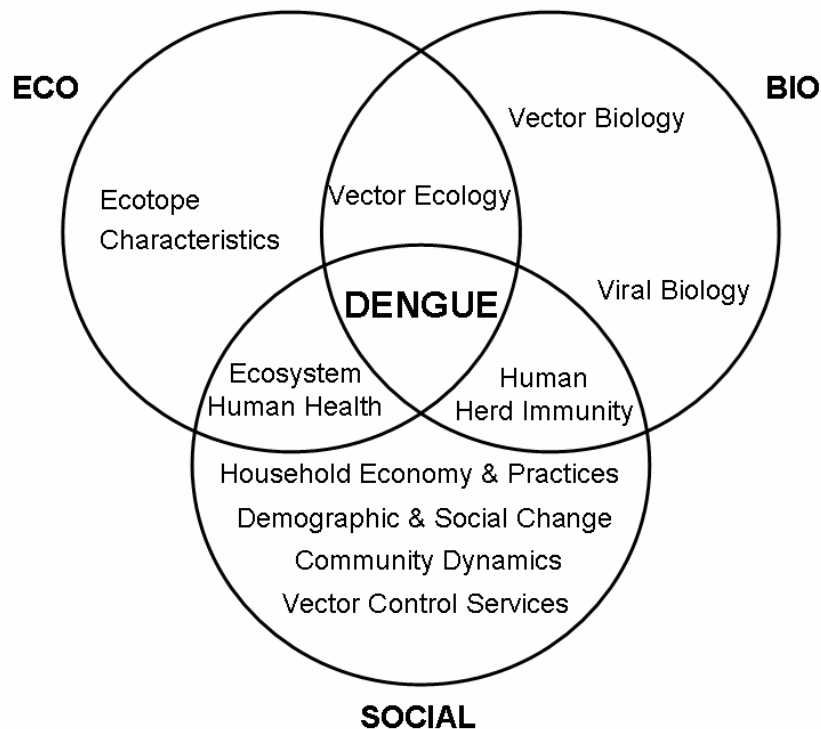 ECO
BIO
Vector Biology
Ecotope
Characteristics
Vector Ecology
Viral Biology
DENGUE
Ecosystem
Human Health
Human
Herd Immunity
Household Economy & Practices
Demographic & Social Change
Community Dynamics
Vector Control Services
SOCIAL